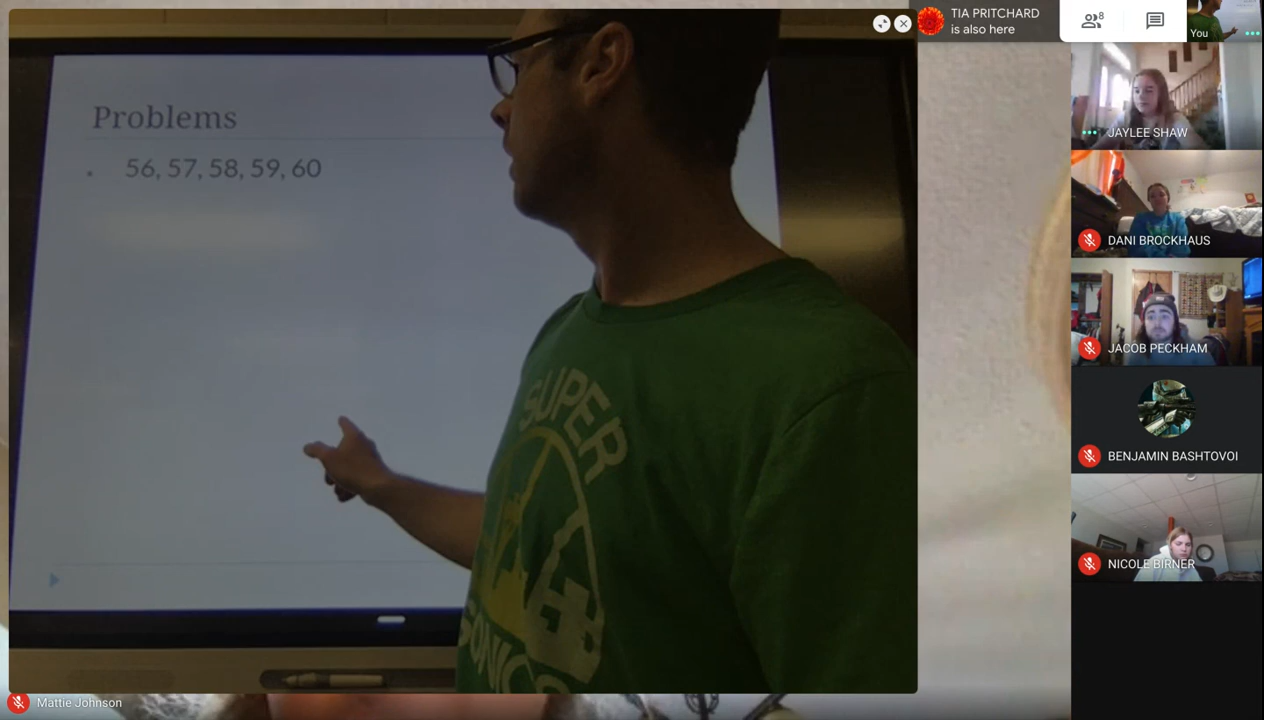 Problems
56, 57, 58, 59, 60
SUPER
SONICS
TIA PRITCHARD
is also here
8
You
JAYLEE SHAW
DANI BROCKHAUS
JACOB PECKHAM
BENJAMIN BASHTOVOI
NICOLE BIRNER
Mattie Johnson